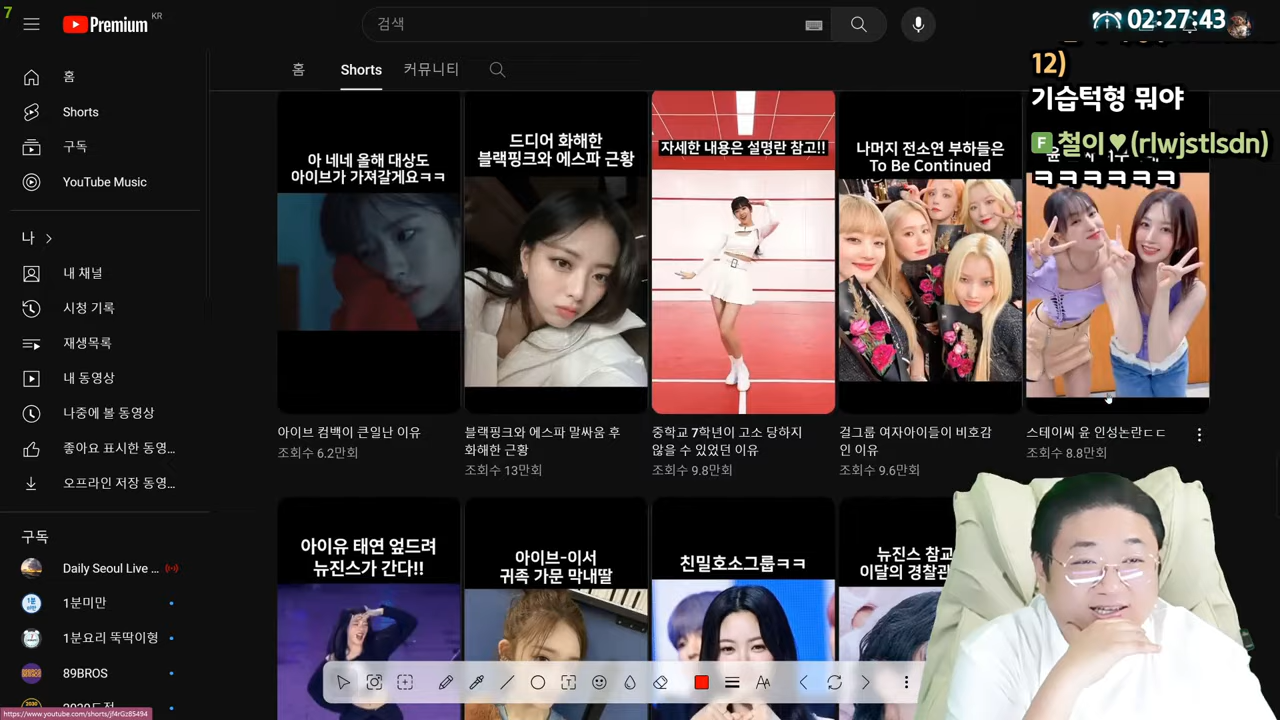 7
Premium KR
검색
02:27:43
홈
Shorts
커뮤니티
12)
기습턱형 뭐야
F 철이♥(rlwjstlsdn)
ㅋㅋㅋㅋㅋㅋ
홈
Shorts
구독
YouTube Music
나
내 채널
시청 기록
재생목록
내 동영상
나중에 볼 동영상
좋아요 표시한 동영...
오프라인 저장 동영...
구독
Daily Seoul Live ...
1분미만
1분요리 뚝딱이형
89BROS
아 네네 올해 대상도
아이브가 가져갈게요ㅋㅋ
아이브 컴백이 큰일난 이유
조회수 6.2만회
드디어 화해한
블랙핑크와 에스파 근황
블랙핑크와 에스파 말싸움 후
화해한 근황
조회수 13만회
자세한 내용은 설명란 참고!!
중학교 7학년이 고소 당하지
않을 수 있었던 이유
조회수 9.8만회
나머지 전소연 부하들은
To Be Continued
걸그룹 여자아이들이 비호감
인 이유
조회수 9.6만회
스테이씨 윤 인성논란ㄷㄷ
조회수 8.8만회
아이유 태연 엎드려
뉴진스가 간다!!
아이브-이서
귀족 가문 막내딸
친밀호소그룹ㅋㅋ
뉴진스 참교
이달의 경찰관
https://www.youtube.com/shorts/jf4rGz85494